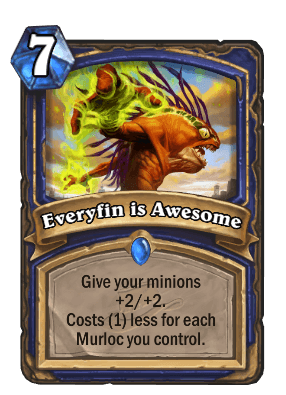 7
Everyfin is Awesome
Give your minions
+2/+2.
Costs (1) less for each
Murloc you control.